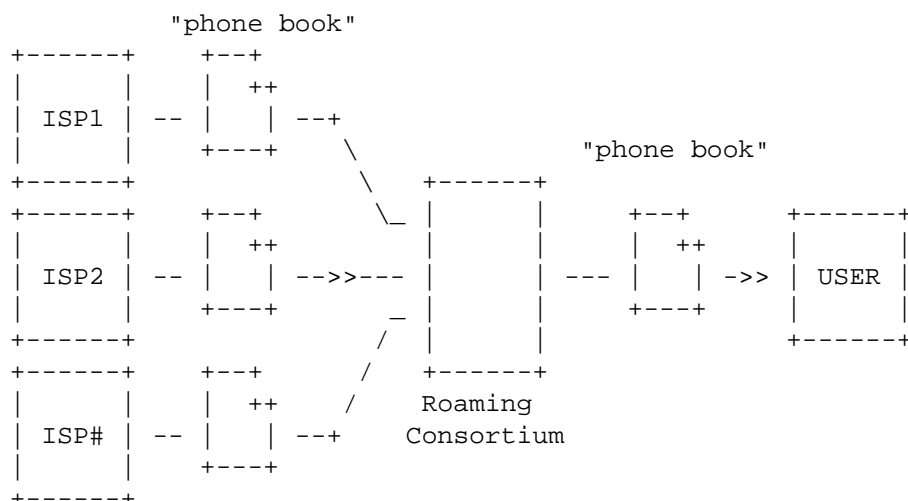 "phone book"
ISP1
"phone book"
ISP2
USER
ISP#
Roaming
Consortium